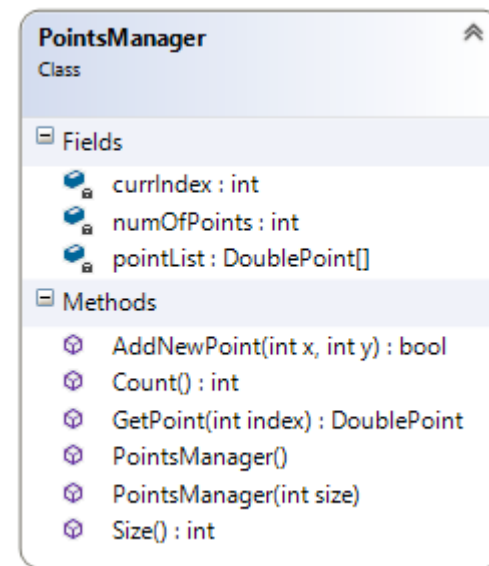 PointsManager
Class
Fields
currIndex : int
numOfPoints : int
pointList : DoublePoint[]
Methods
AddNewPoint(int x, int y) : bool
Count() : int
GetPoint(int index) : DoublePoint
PointsManager()
PointsManager(int size)
Size() : int